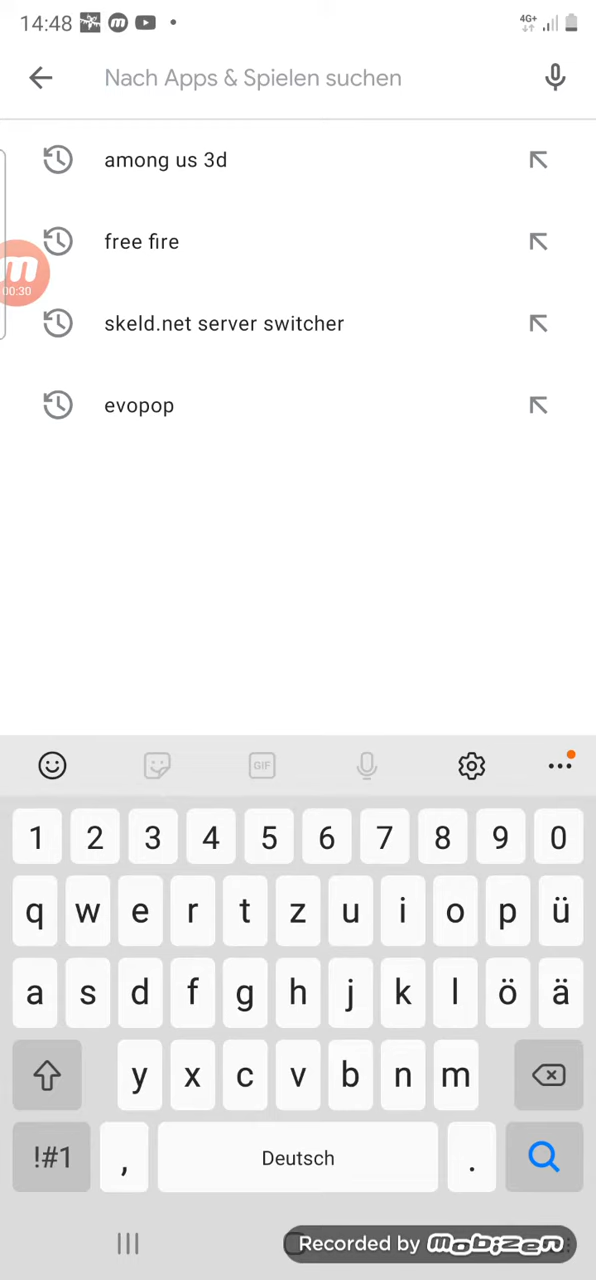 14:48 4G+
Nach Apps & Spielen suchen
among us 3d
free fire
m
00:30
skeld.net server switcher
evopop
GIF
1 2 3 4 5 6 7 8 9 0
q w e r t z u i o p ü
a s d f g h j k l ö ä
y x c v b n m
!#1 , Deutsch .
Recorded by mobizen